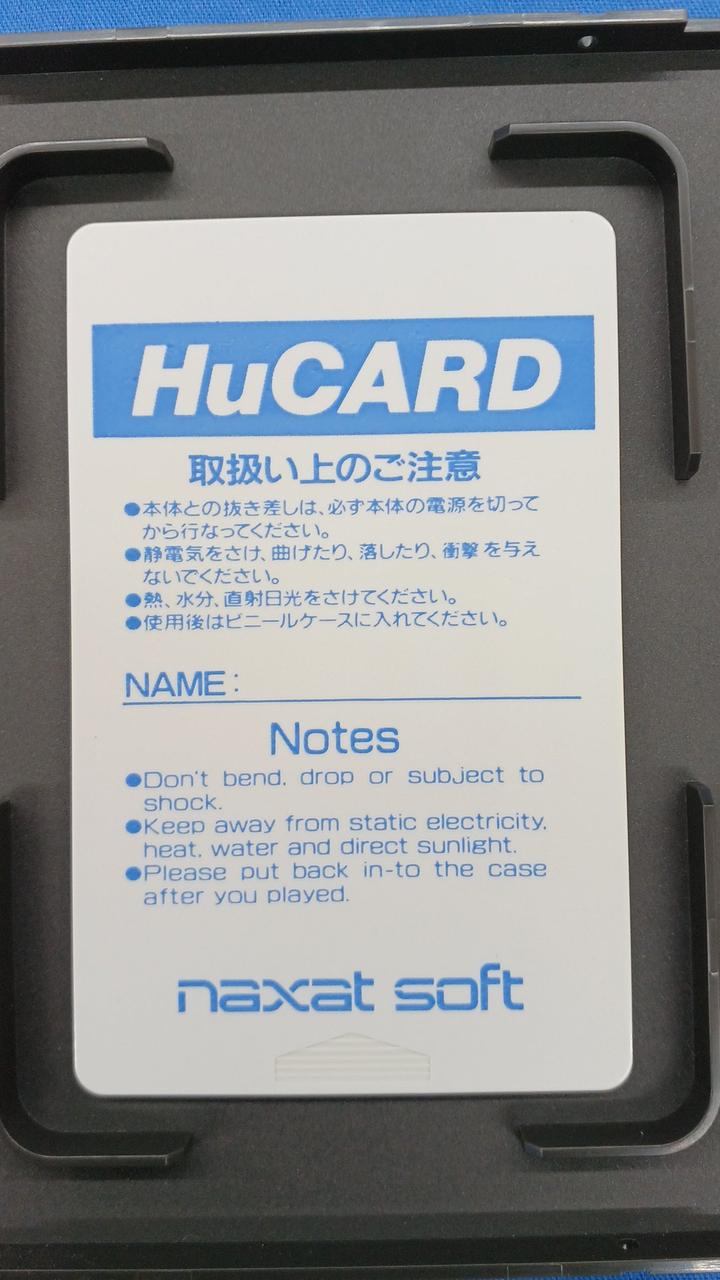 HuCARD
取扱い上のご注意
●本体との抜き差しは、必ず本体の電源を切って
から行なってください。
●静電気をさけ、曲げたり、落したり、衝撃を与え
ないでください。
●熱、水分、直射日光をさけてください。
●使用後はビニールケースに入れてください。
NAME:
Notes
●Don't bend. drop or subject to
shock.
●Keep away from static electricity.
heat. water and direct sunlight.
●Please put back in-to the case
after you played.
naxat soft